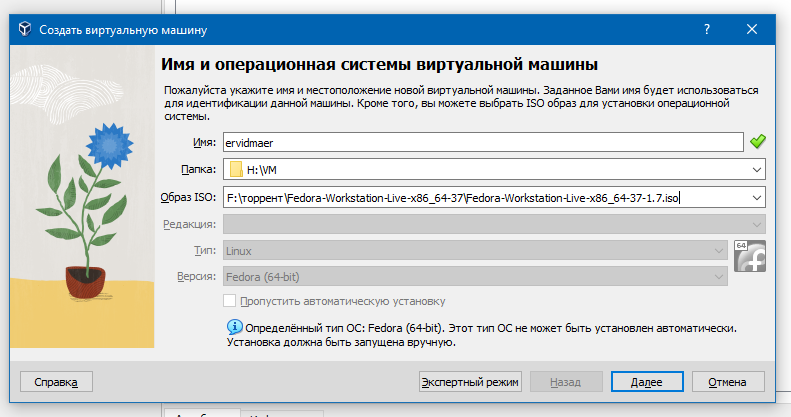 Создать виртуальную машину
?
Имя и операционная системы виртуальной машины
Пожалуйста укажите имя и местоположение новой виртуальной машины. Заданное Вами имя будет использоваться
для идентификации данной машины. Кроме того, вы можете выбрать ISO образ для установки операционной
системы.
Имя: ervidmaer
Папка: H:\VM
Образ ISO: F:\торрент\Fedora-Workstation-Live-x86_64-37\Fedora-Workstation-Live-x86_64-37-1.7.iso
Редакция:
Тип: Linux
64
Версия: Fedora (64-bit)
Пропустить автоматическую установку
Определённый тип ОС: Fedora (64-bit). Этот тип ОС не может быть установлен автоматически.
Установка должна быть запущена вручную.
Справка Экспертный режим Назад Далее Отмена